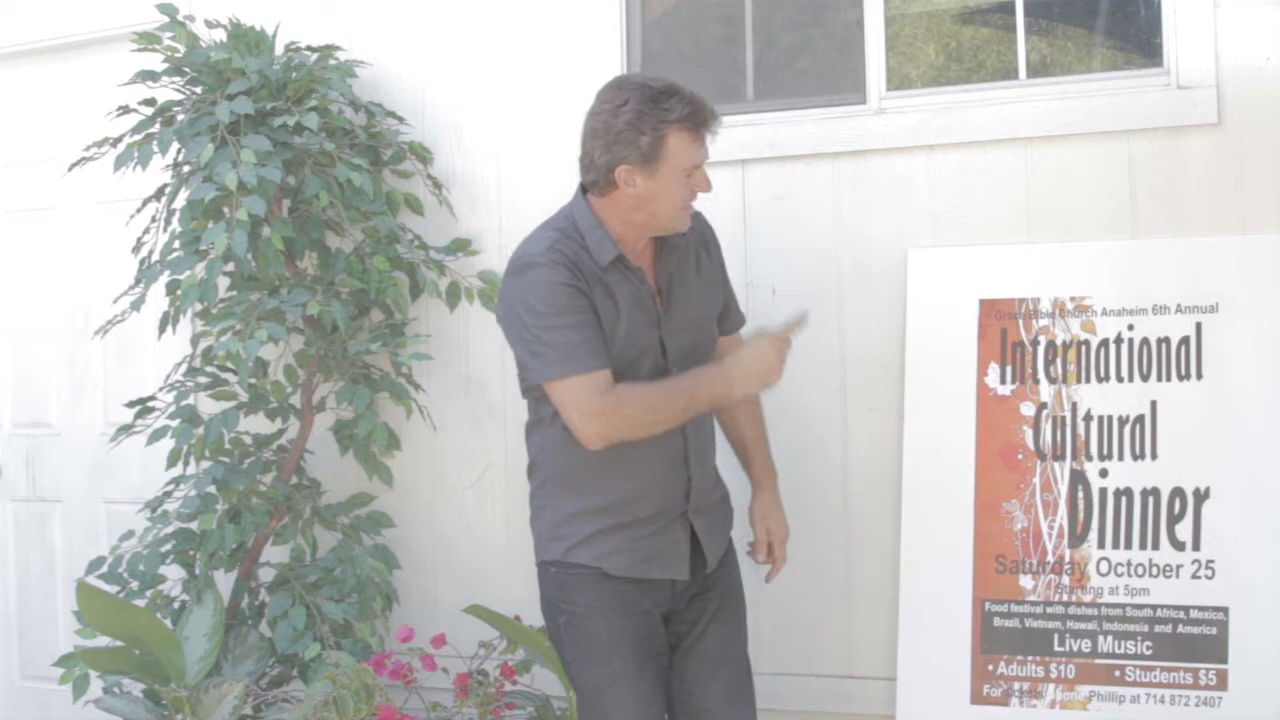 Grace Bible Church Anaheim 6th Annual
International
Cultural
Dinner
Saturday October 25
Starting at 5pm
Food festival with dishes from South Africa, Mexico,
Brazil, Vietnam, Hawaii, Indonesia and America
Live Music
• Adults $10 • Students $5
For phone Phillip at 714 872 2407